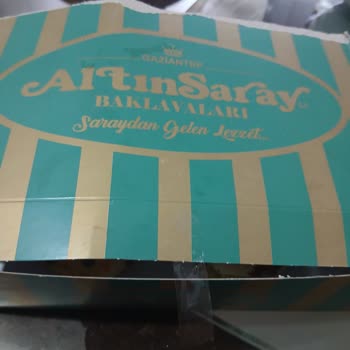 GAZİANTEP
AltınSaray
BAKLAVALARI
Saraydan Gelen Lezzet...